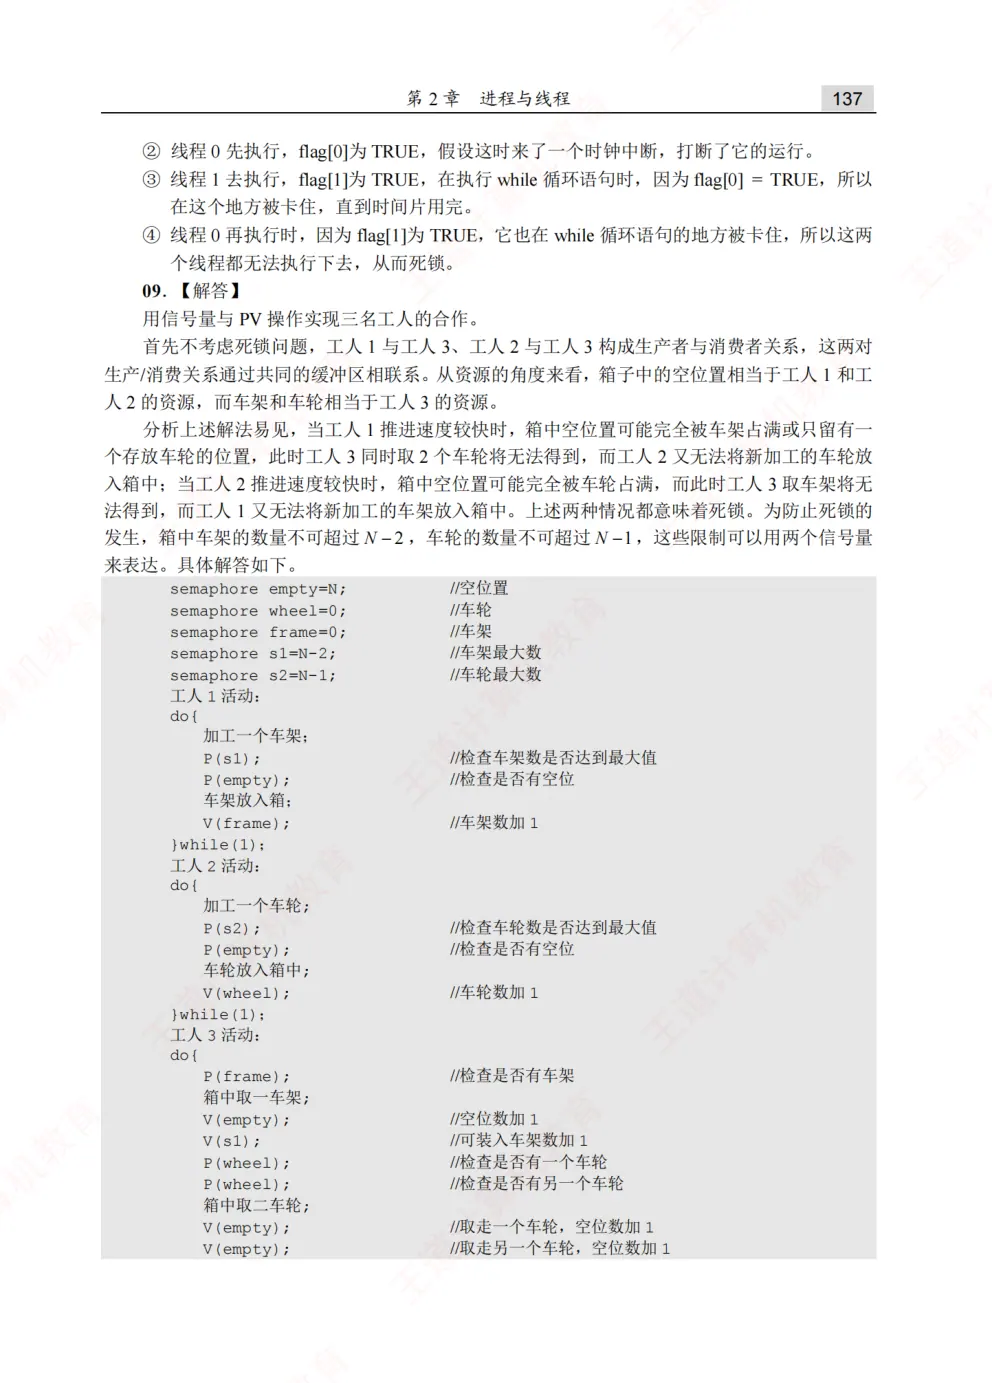 第 2 章 进程与线程 137
② 线程 0 先执行，flag[0]为 TRUE，假设这时来了一个时钟中断，打断了它的运行。
③ 线程 1 去执行，flag[1]为 TRUE，在执行 while 循环语句时，因为 flag[0] = TRUE，所以
在这个地方被卡住，直到时间片用完。
④ 线程 0 再执行时，因为 flag[1]为 TRUE，它也在 while 循环语句的地方被卡住，所以这两
个线程都无法执行下去，从而死锁。
09．【解答】
用信号量与 PV 操作实现三名工人的合作。
首先不考虑死锁问题，工人 1 与工人 3、工人 2 与工人 3 构成生产者与消费者关系，这两对
生产/消费关系通过共同的缓冲区相联系。从资源的角度来看，箱子中的空位置相当于工人 1 和工
人 2 的资源，而车架和车轮相当于工人 3 的资源。
分析上述解法易见，当工人 1 推进速度较快时，箱中空位置可能完全被车架占满或只留有一
个存放车轮的位置，此时工人 3 同时取 2 个车轮将无法得到，而工人 2 又无法将新加工的车轮放
入箱中；当工人 2 推进速度较快时，箱中空位置可能完全被车轮占满，而此时工人 3 取车架将无
法得到，而工人 1 又无法将新加工的车架放入箱中。上述两种情况都意味着死锁。为防止死锁的
发生，箱中车架的数量不可超过 N − 2，车轮的数量不可超过 N −1，这些限制可以用两个信号量
来表达。具体解答如下。
semaphore empty=N; //空位置
semaphore wheel=0; //车轮
semaphore frame=0; //车架
semaphore s1=N-2; //车架最大数
semaphore s2=N-1; //车轮最大数
工人 1 活动：
do{
加工一个车架；
P(s1); //检查车架数是否达到最大值
P(empty); //检查是否有空位
车架放入箱；
V(frame); //车架数加 1
}while(1);
工人 2 活动：
do{
加工一个车轮；
P(s2); //检查车轮数是否达到最大值
P(empty); //检查是否有空位
车轮放入箱中；
V(wheel); //车轮数加 1
}while(1);
工人 3 活动：
do{
P(frame); //检查是否有车架
箱中取一车架；
V(empty); //空位数加 1
V(s1); //可装入车架数加 1
P(wheel); //检查是否有一个车轮
P(wheel); //检查是否有另一个车轮
箱中取二车轮；
V(empty); //取走一个车轮，空位数加 1
V(empty); //取走另一个车轮，空位数加 1